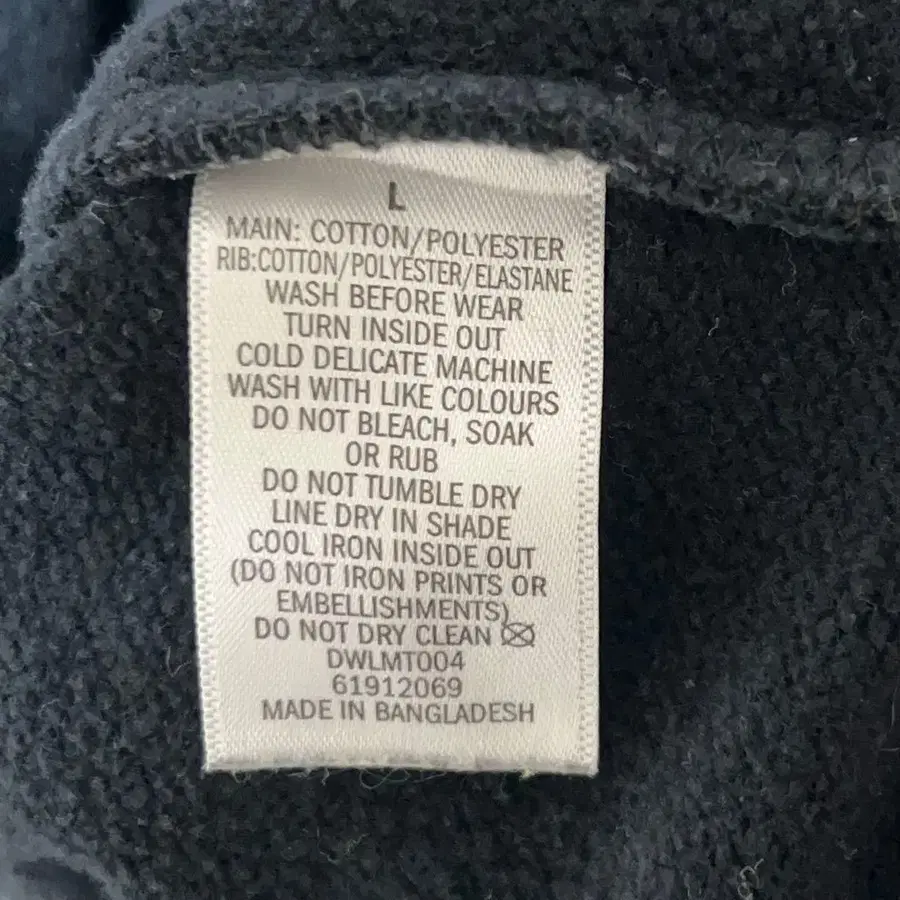 L
MAIN: COTTON/POLYESTER
RIB:COTTON/POLYESTER/ELASTANE
WASH BEFORE WEAR
TURN INSIDE OUT
COLD DELICATE MACHINE
WASH WITH LIKE COLOURS
DO NOT BLEACH, SOAK
OR RUB
DO NOT TUMBLE DRY
LINE DRY IN SHADE
COOL IRON INSIDE OUT
(DO NOT IRON PRINTS OR
EMBELLISHMENTS)
DO NOT DRY CLEAN
DWLMT004
61912069
MADE IN BANGLADESH